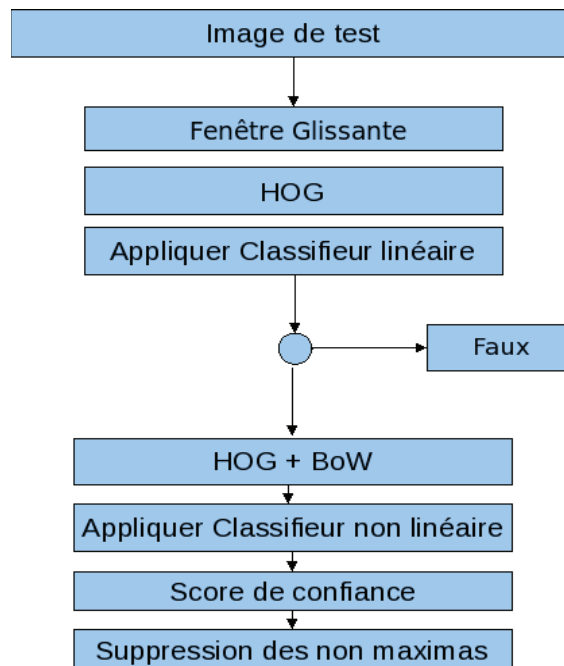 Image de test
Fenêtre Glissante
HOG
Appliquer Classifieur linéaire
Faux
HOG + BoW
Appliquer Classifieur non linéaire
Score de confiance
Suppression des non maximas